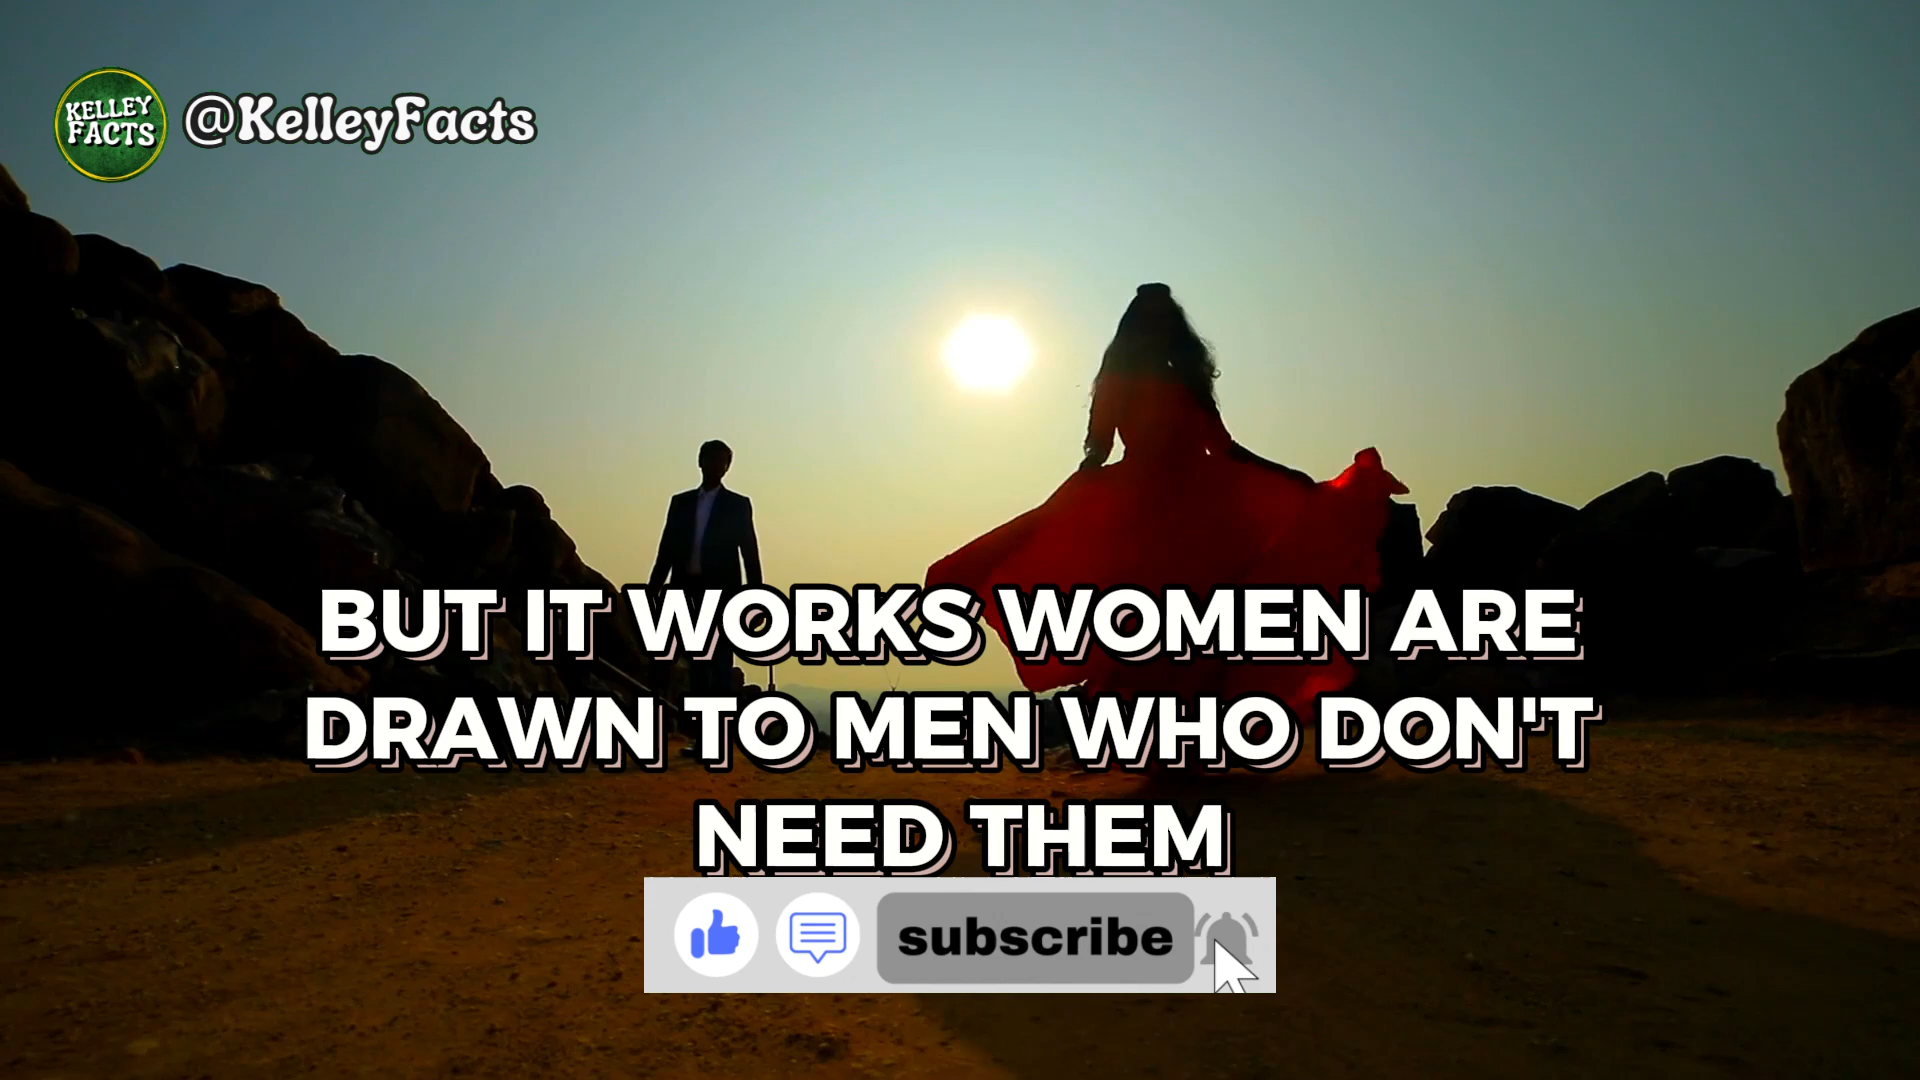 KELLEY
FACTS
@KelleyFacts
BUT IT WORKS WOMEN ARE
DRAWN TO MEN WHO DON'T
NEED THEM
subscribe